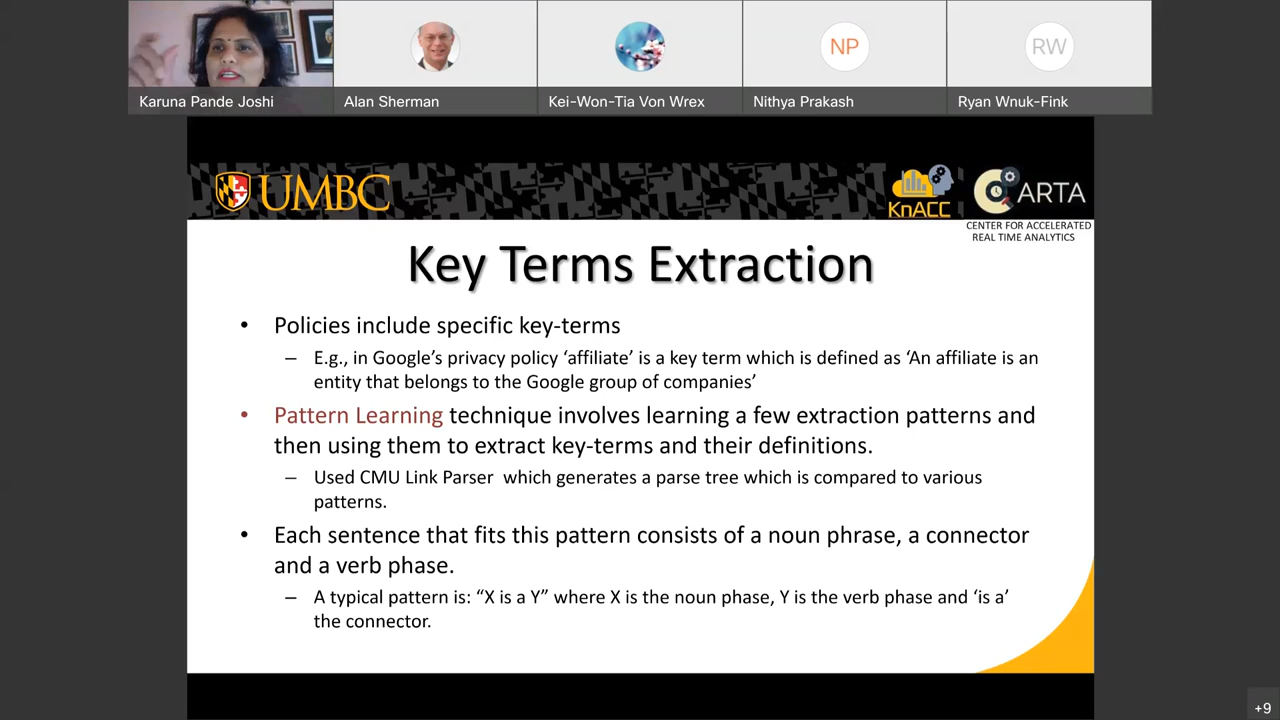 NP
RW
Karuna Pande Joshi
Alan Sherman
Kei-Won-Tia Von Wrex
Nithya Prakash
Ryan Wnuk-Fink
UMBC
KnACC
CARTA
CENTER FOR ACCELERATED
REAL TIME ANALYTICS
Key Terms Extraction
• Policies include specific key-terms
– E.g., in Google’s privacy policy ‘affiliate’ is a key term which is defined as ‘An affiliate is an
entity that belongs to the Google group of companies’
• Pattern Learning technique involves learning a few extraction patterns and
then using them to extract key-terms and their definitions.
– Used CMU Link Parser which generates a parse tree which is compared to various
patterns.
• Each sentence that fits this pattern consists of a noun phrase, a connector
and a verb phase.
– A typical pattern is: “X is a Y” where X is the noun phase, Y is the verb phase and ‘is a’
the connector.
+9